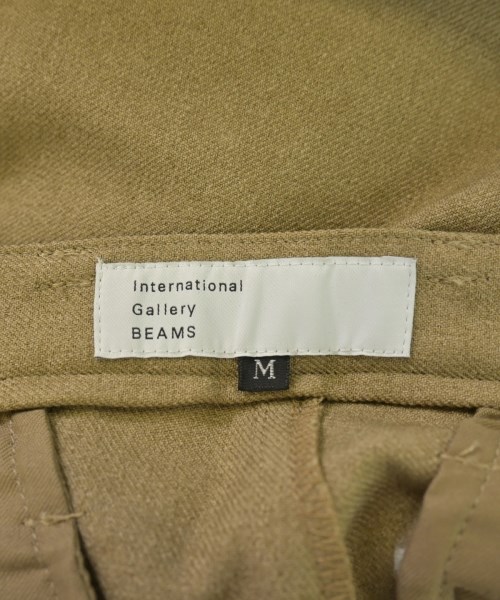 International
Gallery
BEAMS
M